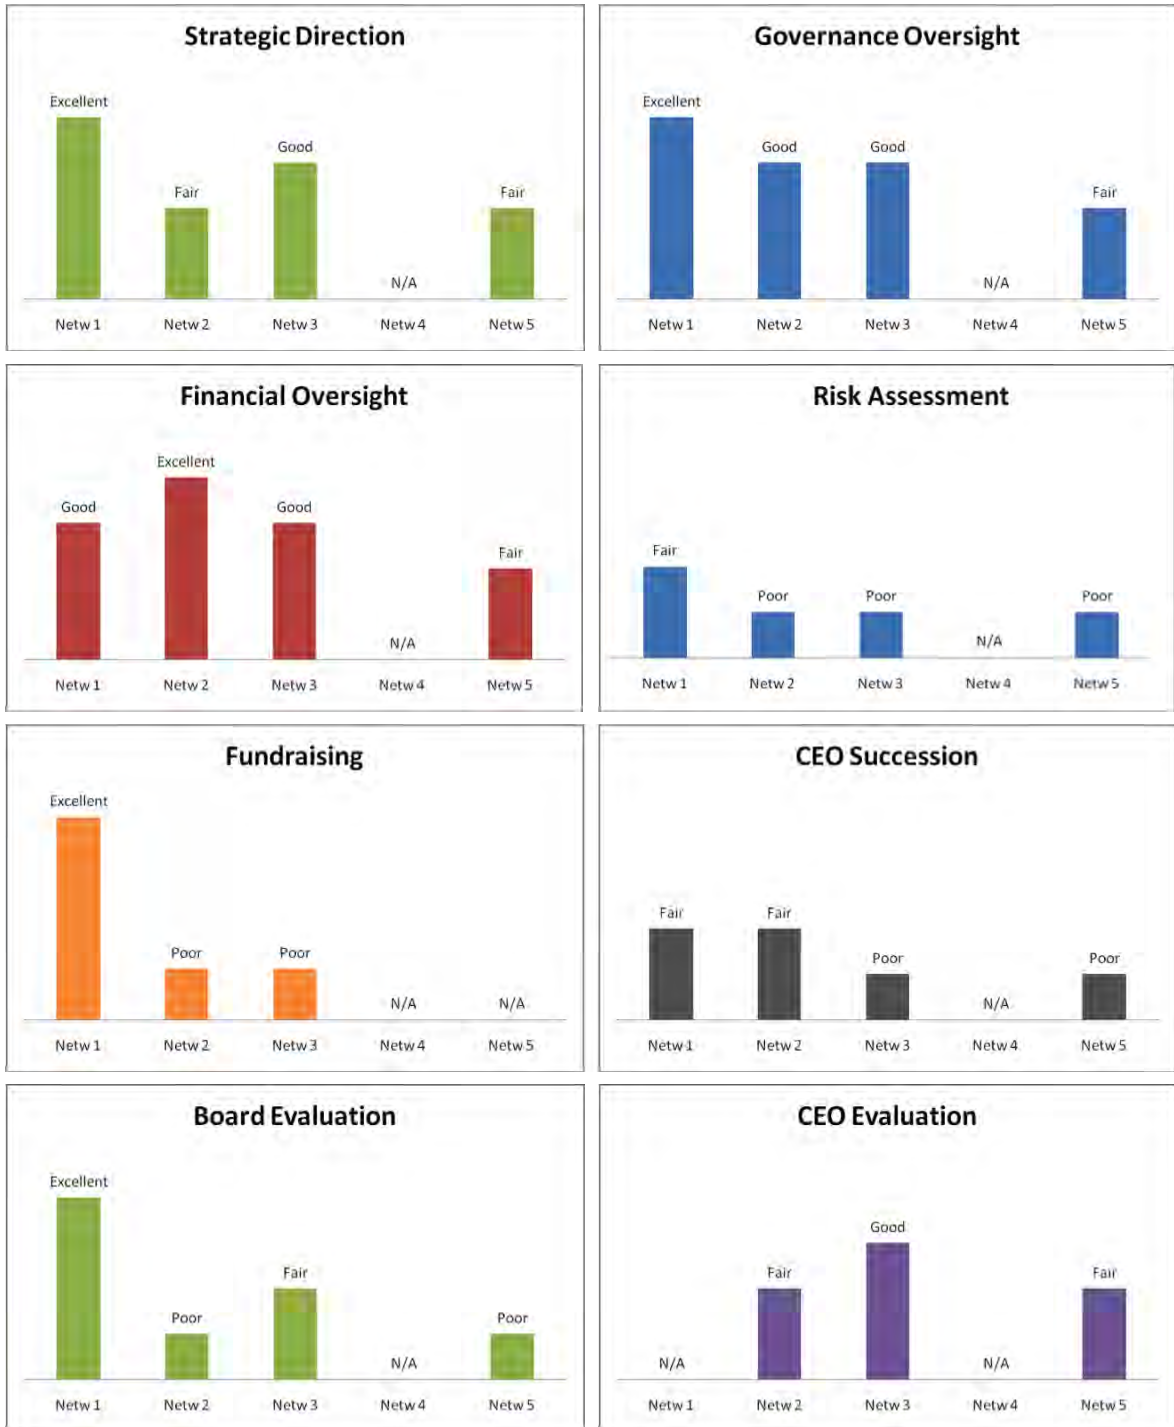 Strategic Direction
Excellent
Good
Fair
Fair
N/A
Netw 1 Netw 2 Netw 3 Netw 4 Netw 5
Governance Oversight
Excellent
Good Good
Fair
N/A
Netw 1 Netw 2 Netw 3 Netw 4 Netw 5
Financial Oversight
Excellent
Good Good
Fair
N/A
Netw 1 Netw 2 Netw 3 Netw 4 Netw 5
Risk Assessment
Fair
Poor Poor Poor
N/A
Netw 1 Netw 2 Netw 3 Netw 4 Netw 5
Fundraising
Excellent
Poor Poor
N/A N/A
Netw 1 Netw 2 Netw 3 Netw 4 Netw 5
CEO Succession
Fair Fair
Poor Poor
N/A
Netw 1 Netw 2 Netw 3 Netw 4 Netw 5
Board Evaluation
Excellent
Fair
Poor Poor
N/A
Netw 1 Netw 2 Netw 3 Netw 4 Netw 5
CEO Evaluation
Good
Fair Fair
N/A N/A
Netw 1 Netw 2 Netw 3 Netw 4 Netw 5